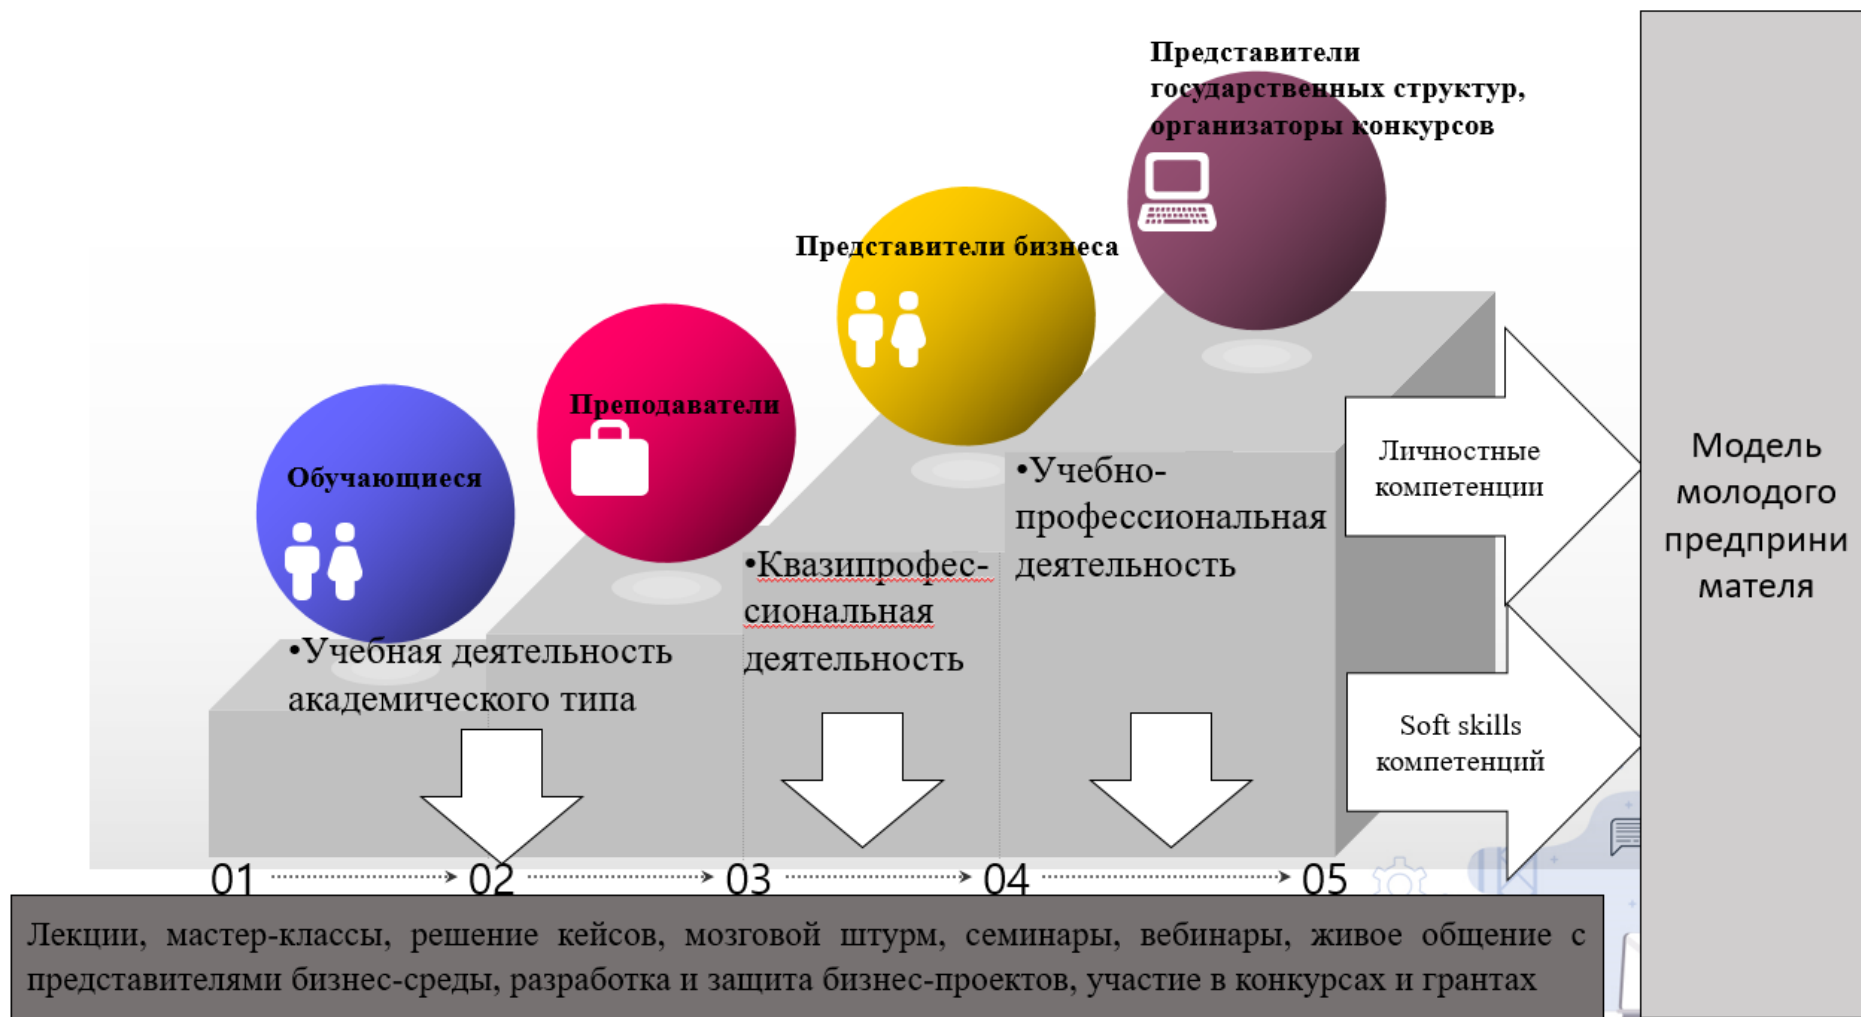 Представители
государственных структур,
организаторы конкурсов
Представители бизнеса
Преподаватели
Обучающиеся
•Учебная деятельность
академического типа
•Квазипрофес-
сиональная
деятельность
•Учебно-
профессиональная
деятельность
Личностные
компетенции
Soft skills
компетенций
Модель
молодого
предприни
мателя
01 02 03 04 05
Лекции, мастер-классы, решение кейсов, мозговой штурм, семинары, вебинары, живое общение с
представителями бизнес-среды, разработка и защита бизнес-проектов, участие в конкурсах и грантах